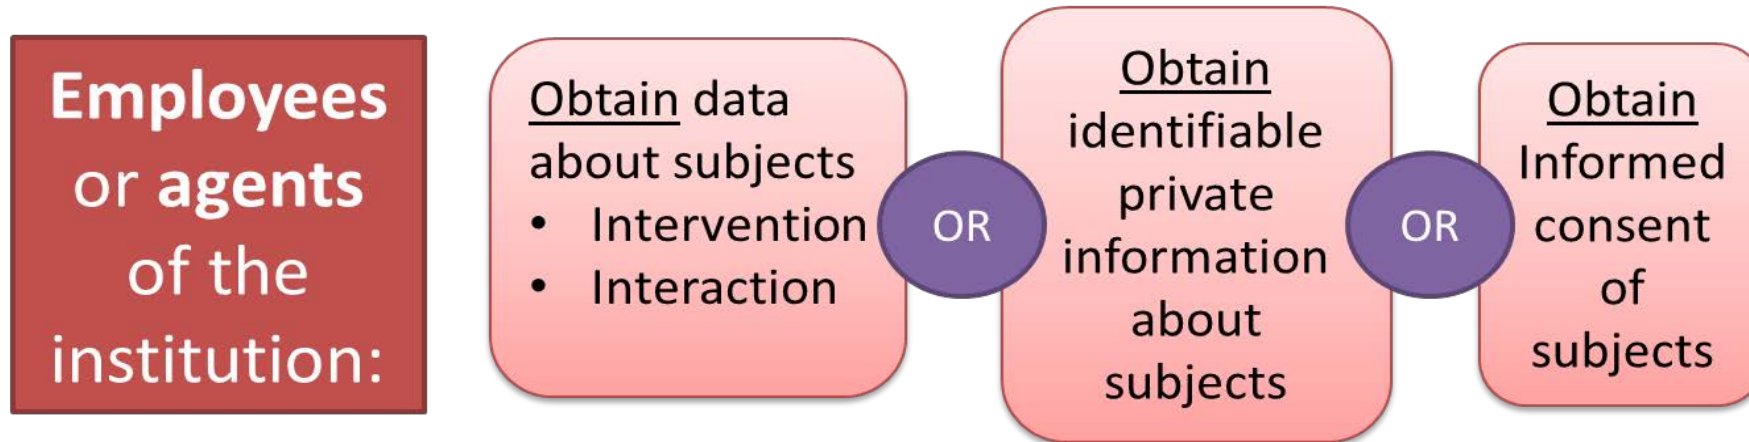 Employees
or agents
of the
institution:
Obtain data
about subjects
• Intervention
• Interaction
OR
Obtain
identifiable
private
information
about
subjects
OR
Obtain
Informed
consent
of
subjects